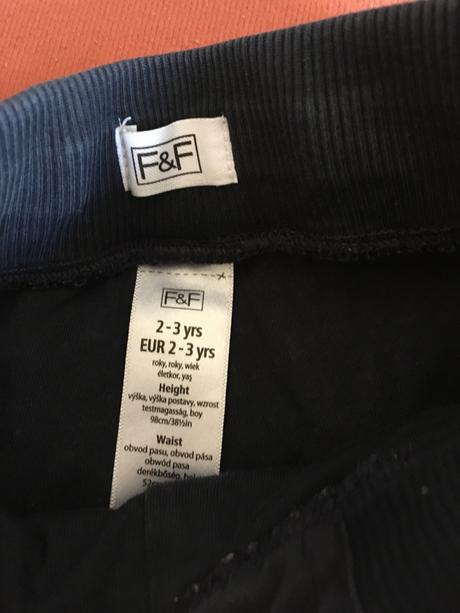 F&F
F&F
2-3 yrs
EUR 2-3 yrs
roky, roky, wiek
életkor, yaş
Height
výška, výška postavy, wzrost
testmagasság, boy
98cm/38½in
Waist
obvod pasu, obvod pása
obwód pasa
derékbőség,